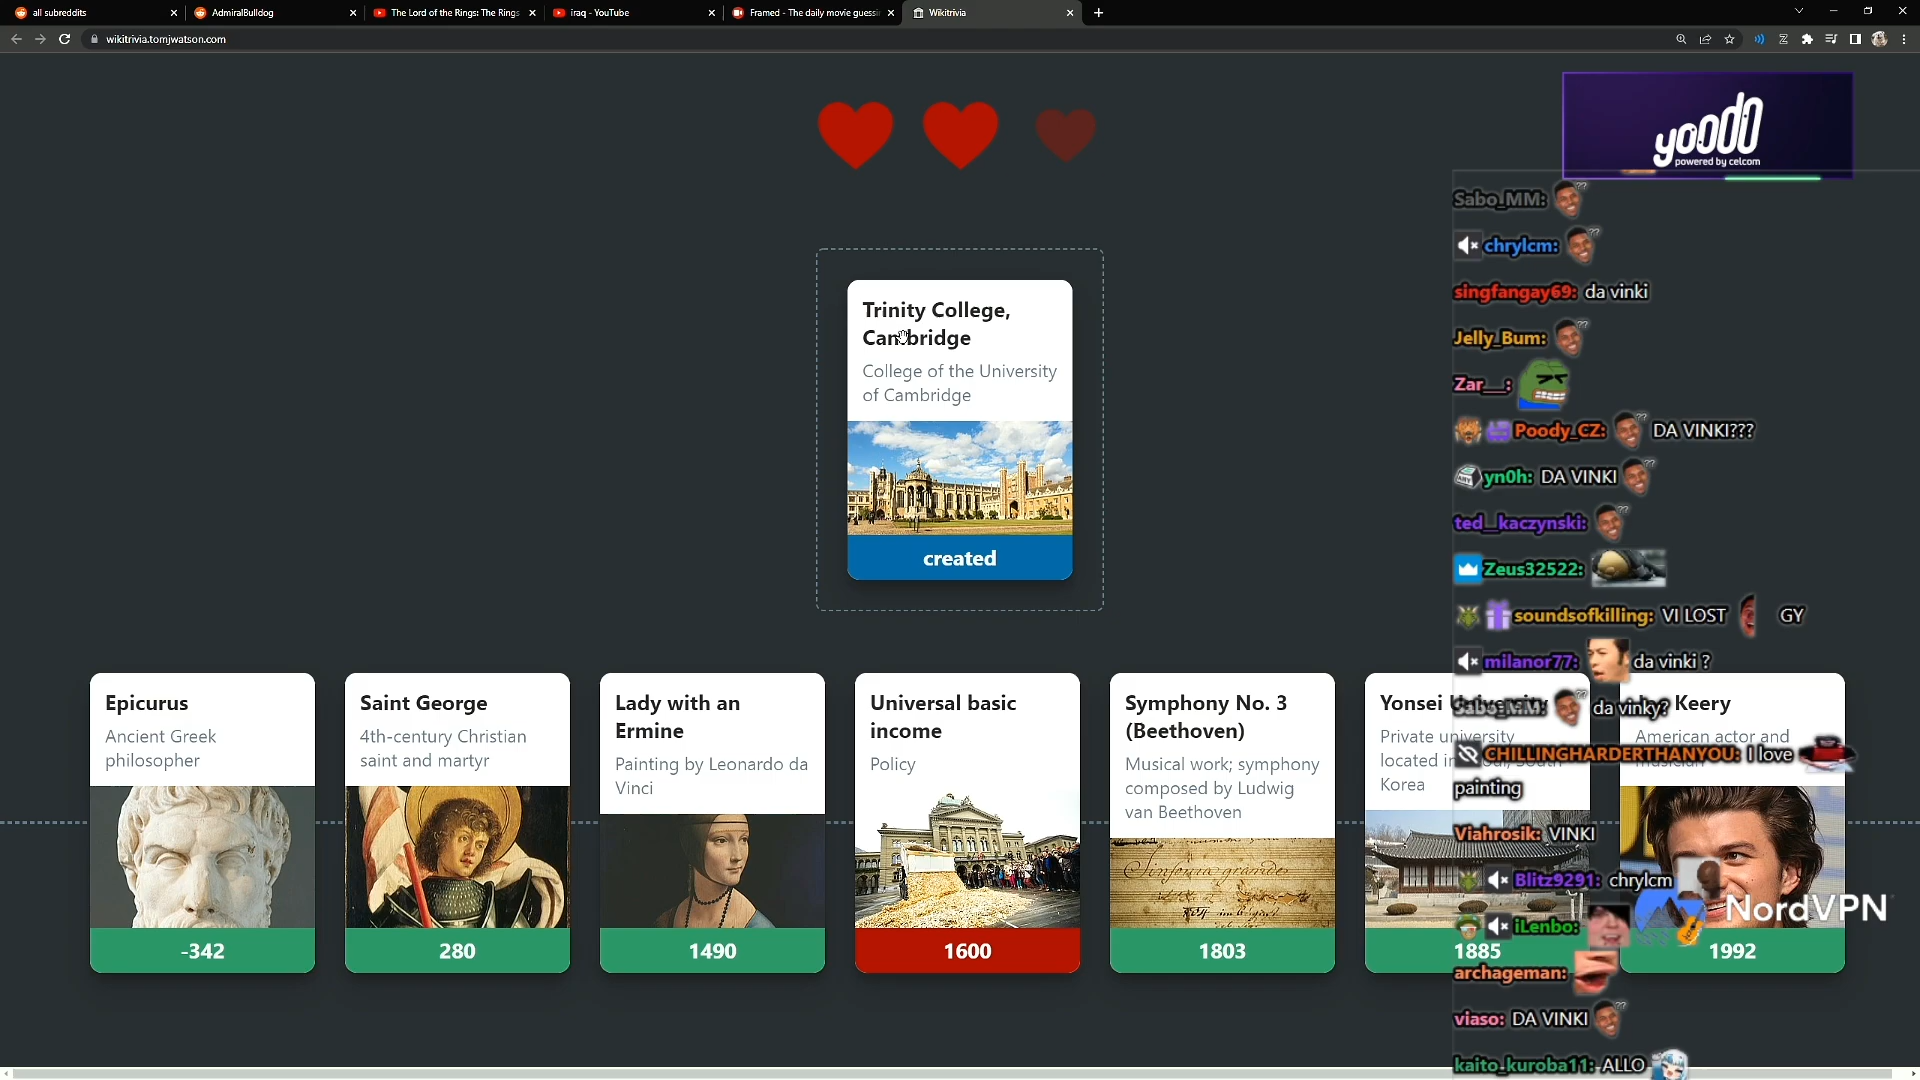 all subreddits
AdmiralBulldog
The Lord of the Rings: The Rings
iraq - YouTube
Framed - The daily movie guessi
Wikitrivia
wikitrivia.tomjwatson.com
yoodo
powered by celcom
Trinity College,
Cambridge
College of the University
of Cambridge
created
Epicurus
Ancient Greek
philosopher
-342
Saint George
4th-century Christian
saint and martyr
280
Lady with an
Ermine
Painting by Leonardo da
Vinci
1490
Universal basic
income
Policy
1600
Symphony No. 3
(Beethoven)
Musical work; symphony
composed by Ludwig
van Beethoven
1803
Yonsei University
Private university
located in
Korea
1885
Keery
American actor and
musician
1992
Sabo_MM:
chrylcm:
singfangay69: da vinki
Jelly_Bum:
Zar__:
Poody_CZ: DA VINKI???
yn0h: DA VINKI
ted_kaczynski:
Zeus32522:
soundsofkilling: VI LOST GY
milanor77: da vinki ?
Sabo_MM: da vinky?
CHILLINGHARDERTHANYOU: I love
painting
Viahrosik: VINKI
Blitz9291: chrylcm
iLenbo:
archageman:
viaso: DA VINKI
kaito_kuroba11: ALLO
NordVPN